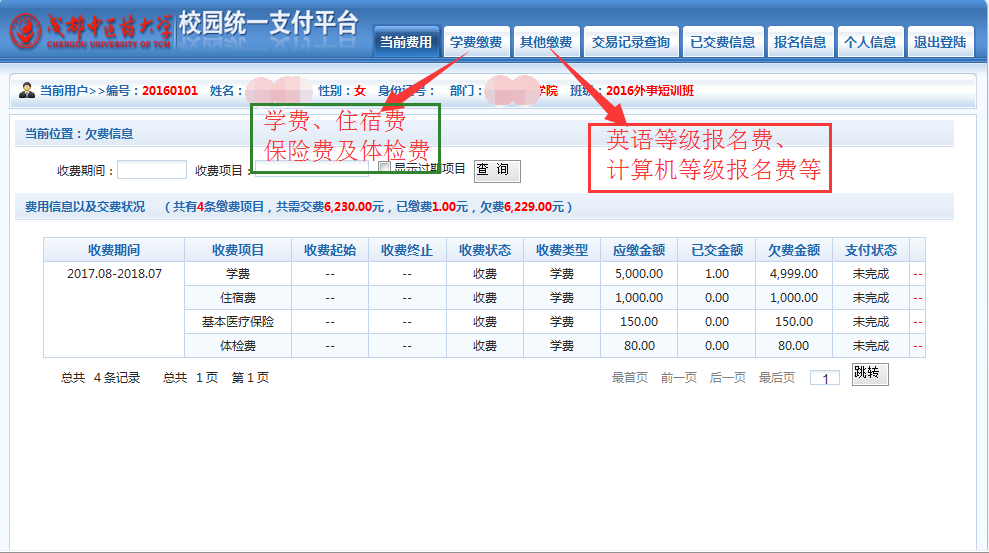 成都中医药大学
CHENGDU UNIVERSITY OF TCM
校园统一支付平台
当前费用 学费缴费 其他缴费 交易记录查询 已交费信息 报名信息 个人信息 退出登陆
当前用户>>编号：20160101 姓名： 性别：女 身份证号： 部门： 学院 班级：2016外事短训班
学费、住宿费
保险费及体检费
英语等级报名费、
计算机等级报名费等
当前位置：欠费信息
收费期间： 收费项目： 显示过期项目 查 询
费用信息以及交费状况 （共有4条缴费项目，共需交费6,230.00元，已缴费1.00元，欠费6,229.00元）
收费期间 收费项目 收费起始 收费终止 收费状态 收费类型 应缴金额 已交金额 欠费金额 支付状态
2017.08-2018.07 学费 -- -- 收费 学费 5,000.00 1.00 4,999.00 未完成 --
住宿费 -- -- 收费 学费 1,000.00 0.00 1,000.00 未完成 --
基本医疗保险 -- -- 收费 学费 150.00 0.00 150.00 未完成 --
体检费 -- -- 收费 学费 80.00 0.00 80.00 未完成 --
总共 4条记录 总共 1页 第1页 最首页 前一页 后一页 最后页 1 跳转